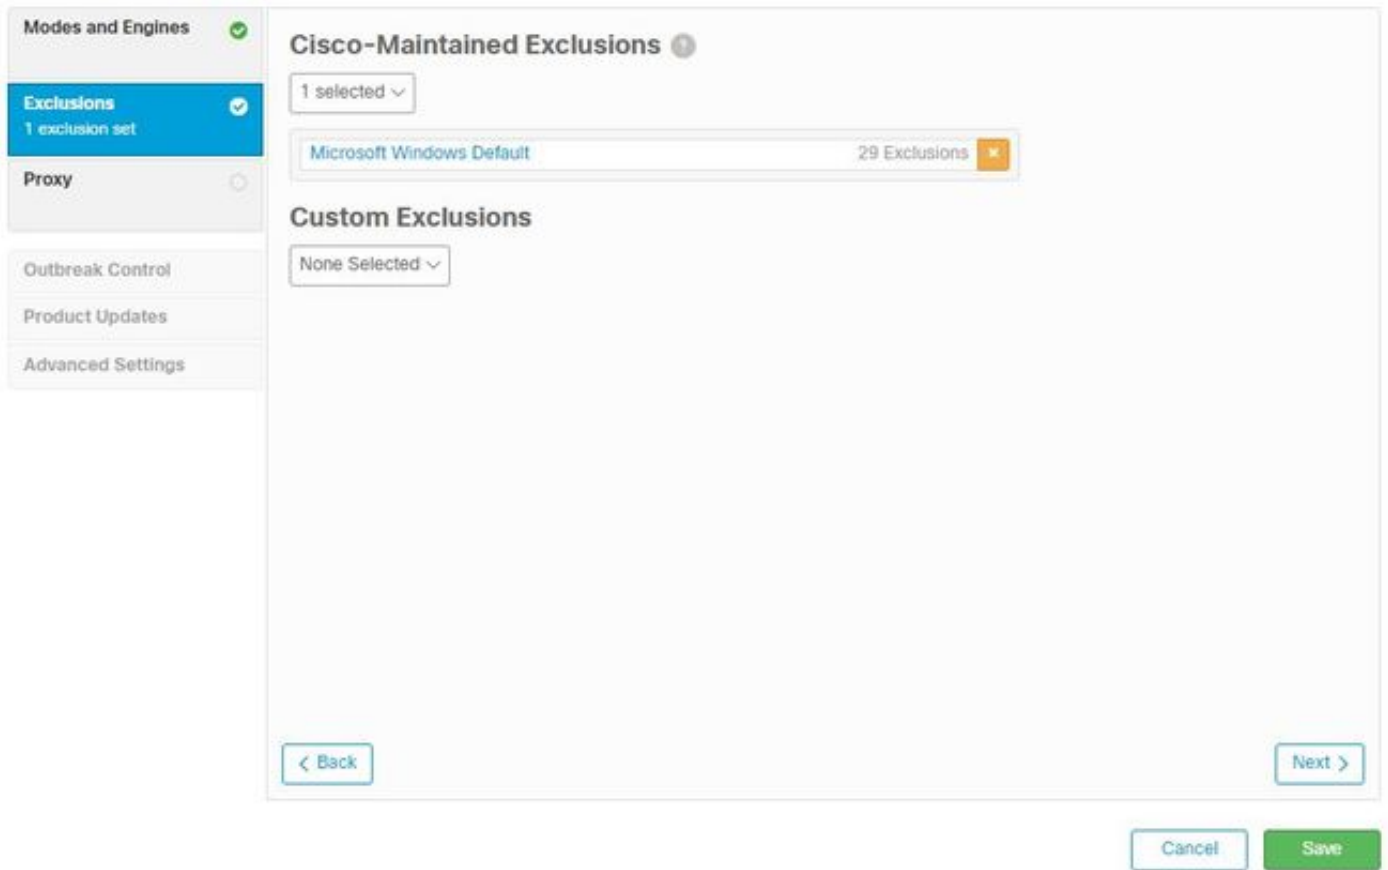 Modes and Engines
Exclusions
1 exclusion set
Proxy
Outbreak Control
Product Updates
Advanced Settings
Cisco-Maintained Exclusions ?
1 selected
Microsoft Windows Default 29 Exclusions ×
Custom Exclusions
None Selected
< Back
Next >
Cancel
Save